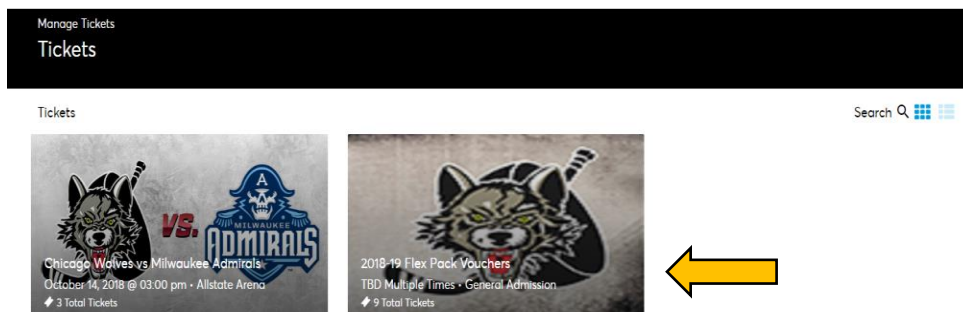 Manage Tickets
Tickets
Tickets
Search
A
VS.
MILWAUKEE
ADMIRALS
Chicago Wolves vs Milwaukee Admirals
October 14, 2018 @ 03:00 pm • Allstate Arena
3 Total Tickets
2018-19 Flex Pack Vouchers
TBD Multiple Times • General Admission
9 Total Tickets